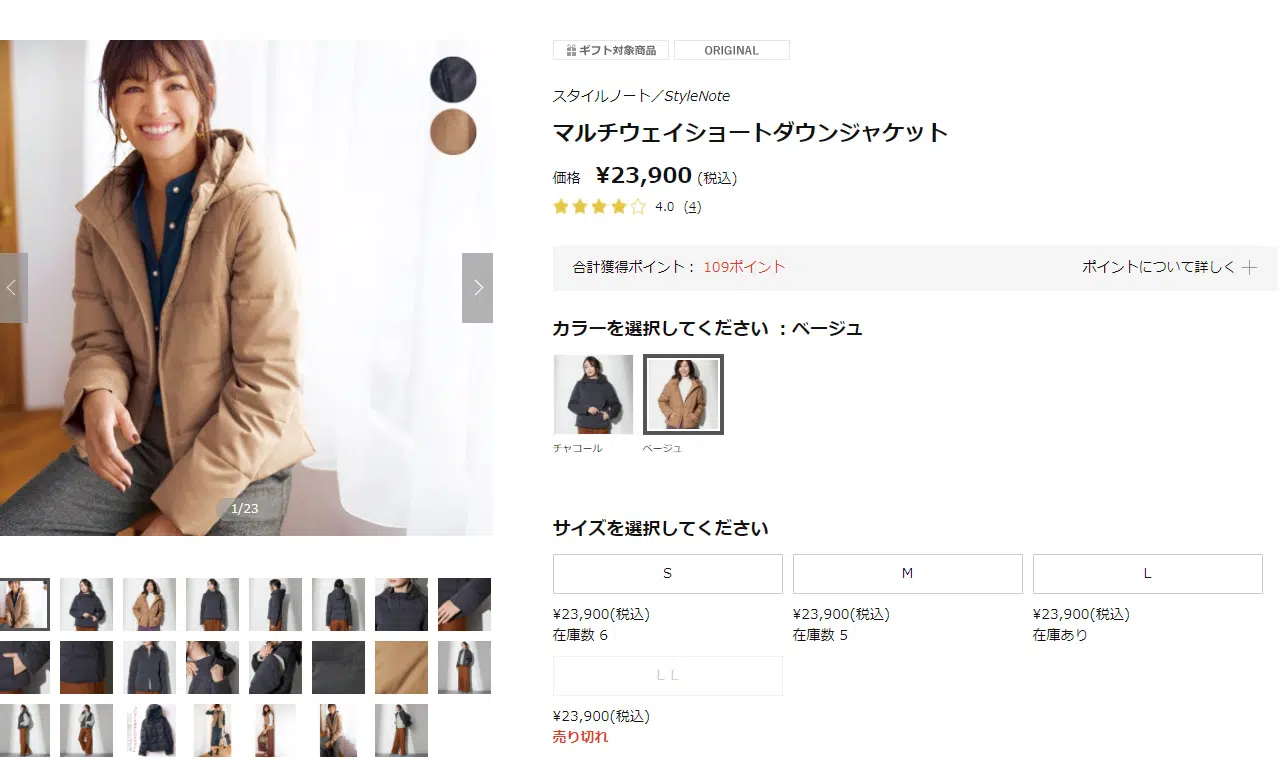 ギフト対象商品
ORIGINAL
スタイルノート／StyleNote
マルチウェイショートダウンジャケット
価格 ¥23,900 (税込)
4.0 (4)
合計獲得ポイント： 109ポイント
ポイントについて詳しく
カラーを選択してください ：ベージュ
チャコール
ベージュ
1/23
サイズを選択してください
S
M
L
¥23,900(税込)
在庫数 6
¥23,900(税込)
在庫数 5
¥23,900(税込)
在庫あり
ＬＬ
¥23,900(税込)
売り切れ